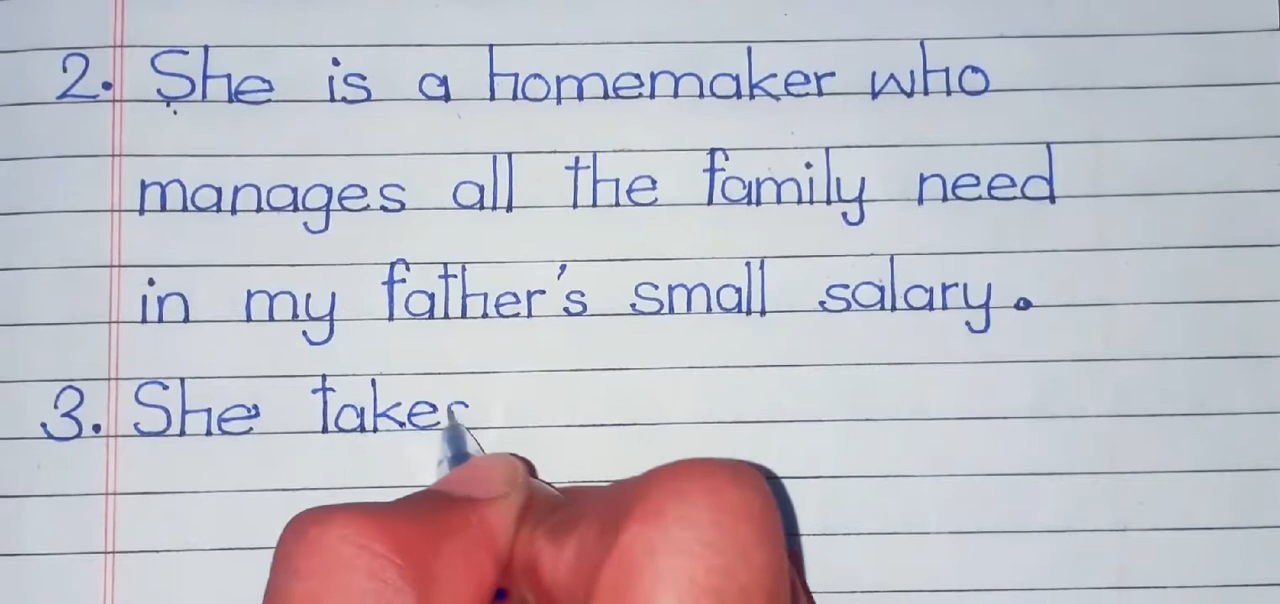 2. She is a homemaker who
manages all the family need
in my father's small salary.
3. She takes